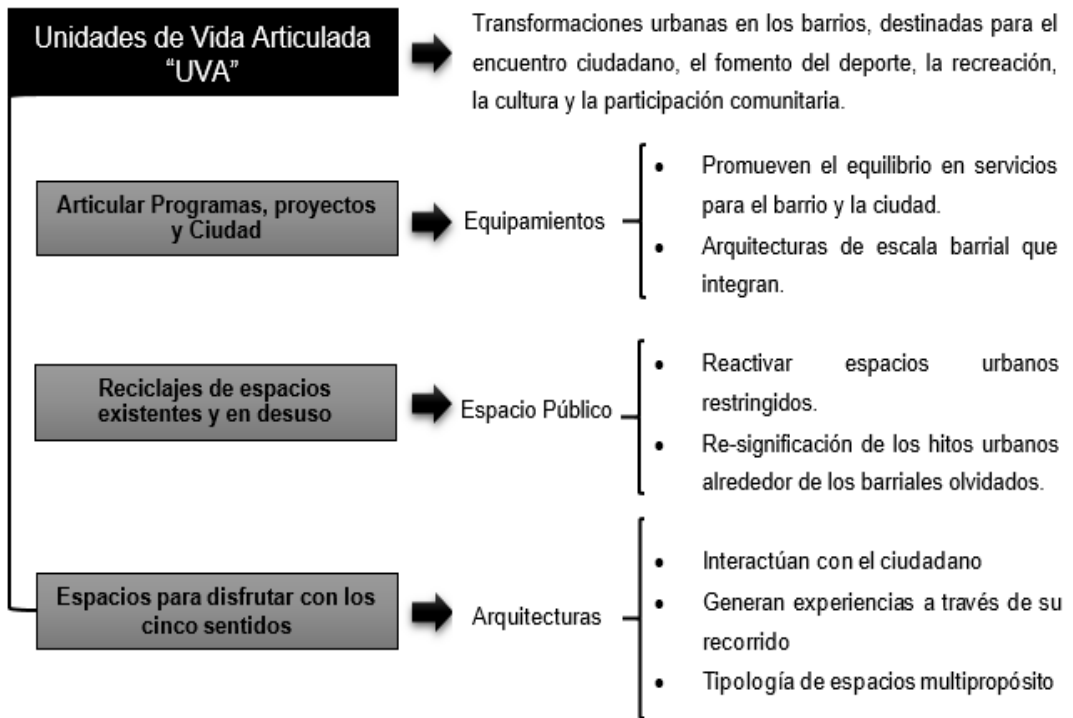 Unidades de Vida Articulada
“UVA”
Transformaciones urbanas en los barrios, destinadas para el
encuentro ciudadano, el fomento del deporte, la recreación,
la cultura y la participación comunitaria.
Articular Programas, proyectos
y Ciudad
Equipamientos
• Promueven el equilibrio en servicios
para el barrio y la ciudad.
• Arquitecturas de escala barrial que
integran.
Reciclajes de espacios
existentes y en desuso
Espacio Público
• Reactivar espacios urbanos
restringidos.
• Re-significación de los hitos urbanos
alrededor de los barriales olvidados.
Espacios para disfrutar con los
cinco sentidos
Arquitecturas
• Interactúan con el ciudadano
• Generan experiencias a través de su
recorrido
• Tipología de espacios multipropósito